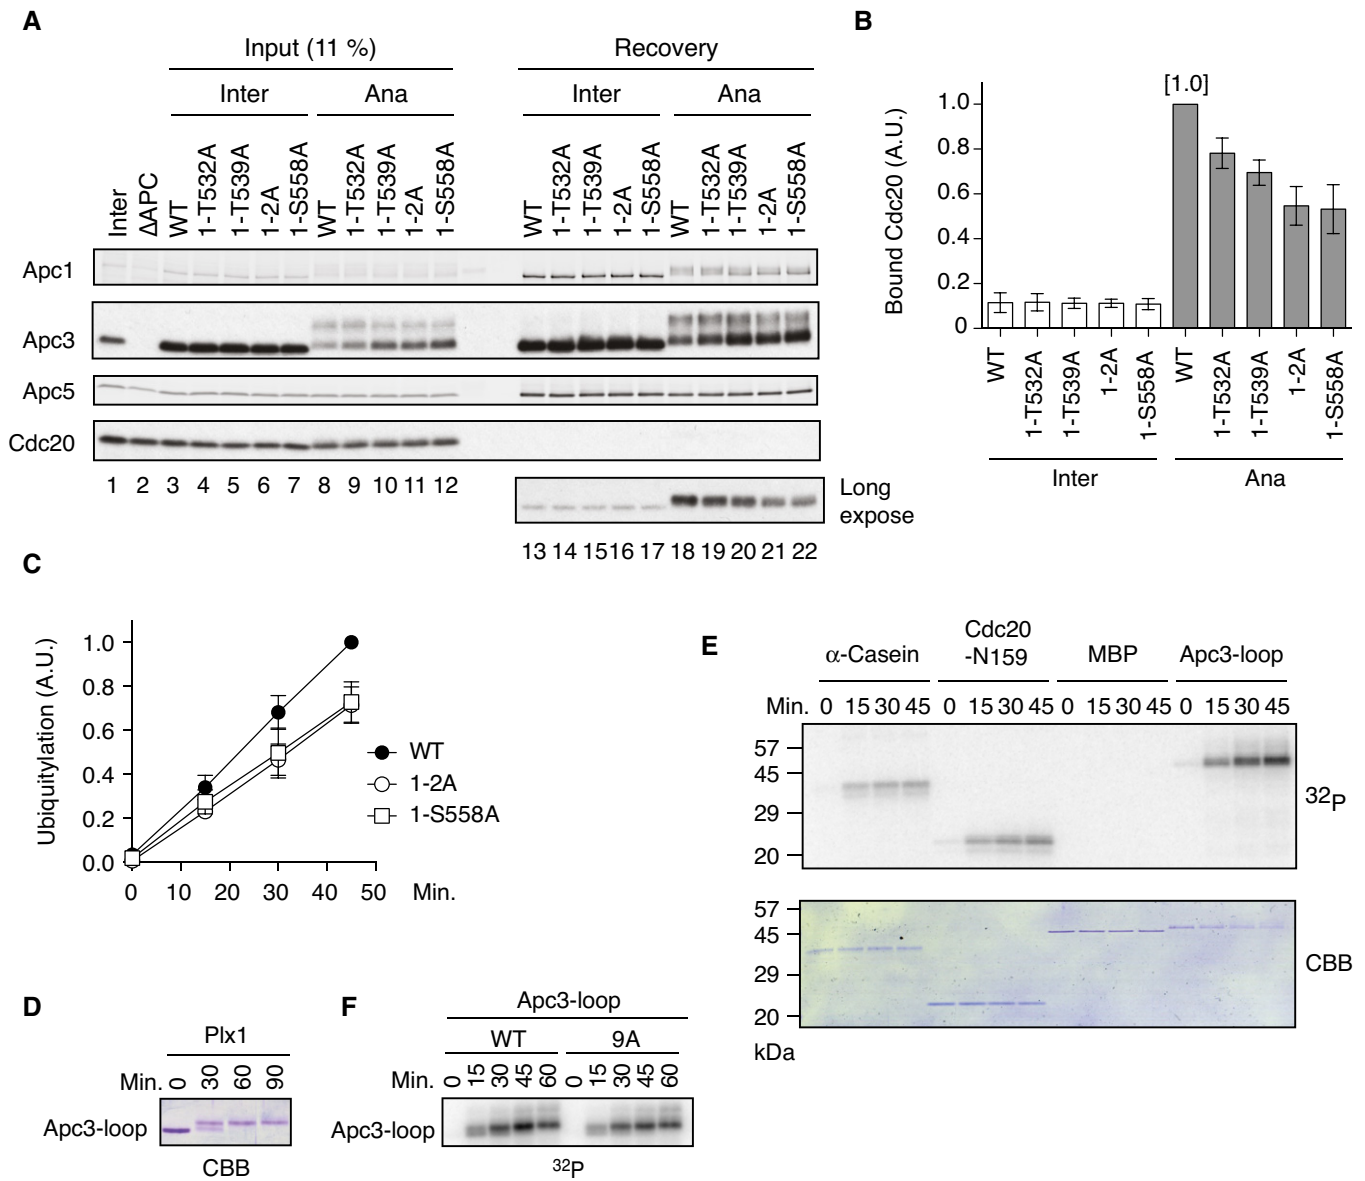 A
Input (11 %)
Recovery
Inter
Ana
Inter
Ana
Inter
ΔAPC
WT
1-T532A
1-T539A
1-2A
1-S558A
WT
1-T532A
1-T539A
1-2A
1-S558A
WT
1-T532A
1-T539A
1-2A
1-S558A
WT
1-T532A
1-T539A
1-2A
1-S558A
Apc1
Apc3
Apc5
Cdc20
1 2 3 4 5 6 7 8 9 10 11 12
Long
expose
13 14 15 16 17 18 19 20 21 22
B
[1.0]
Bound Cdc20 (A.U.)
1.0
0.8
0.6
0.4
0.2
0
WT
1-T532A
1-T539A
1-2A
1-S558A
WT
1-T532A
1-T539A
1-2A
1-S558A
Inter
Ana
C
Ubiquitylation (A.U.)
1.0
0.8
0.6
0.4
0.2
0.0
WT
1-2A
1-S558A
0 10 20 30 40 50 Min.
D
Plx1
Min. 0 30 60 90
Apc3-loop
CBB
E
α-Casein
Cdc20
-N159
MBP
Apc3-loop
Min. 0 15 30 45 0 15 30 45 0 15 30 45 0 15 30 45
57
45
29
20
32P
57
45
29
20
CBB
kDa
F
Apc3-loop
WT
9A
Min. 0 15 30 45 60 0 15 30 45 60
Apc3-loop
32P